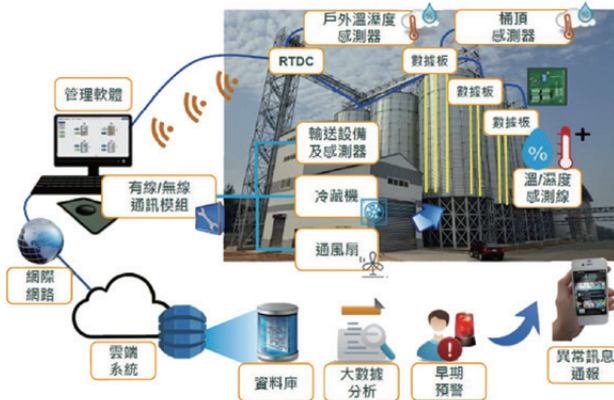 戶外溫溼度
感測器
桶頂
感測器
RTDC
數據板
數據板
數據板
管理軟體
輸送設備
及感測器
%
+
溫/濕度
感測線
有線/無線
通訊模組
冷藏機
通風扇
網際
網路
雲端
系統
資料庫
大數據
分析
早期
預警
異常訊息
通報